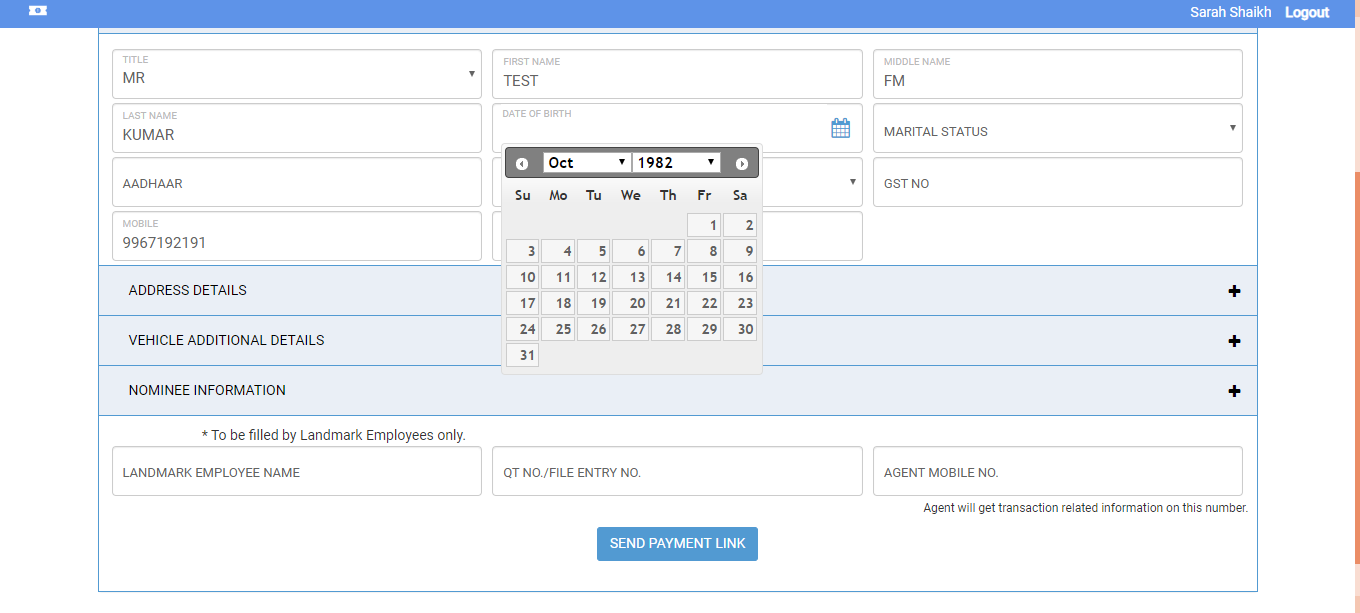 Sarah Shaikh Logout
TITLE
MR
FIRST NAME
TEST
MIDDLE NAME
FM
LAST NAME
KUMAR
DATE OF BIRTH
MARITAL STATUS
Oct 1982
Su Mo Tu We Th Fr Sa
1 2
3 4 5 6 7 8 9
10 11 12 13 14 15 16
17 18 19 20 21 22 23
24 25 26 27 28 29 30
31
AADHAAR
GST NO
MOBILE
9967192191
ADDRESS DETAILS
VEHICLE ADDITIONAL DETAILS
NOMINEE INFORMATION
* To be filled by Landmark Employees only.
LANDMARK EMPLOYEE NAME
QT NO./FILE ENTRY NO.
AGENT MOBILE NO.
Agent will get transaction related information on this number.
SEND PAYMENT LINK